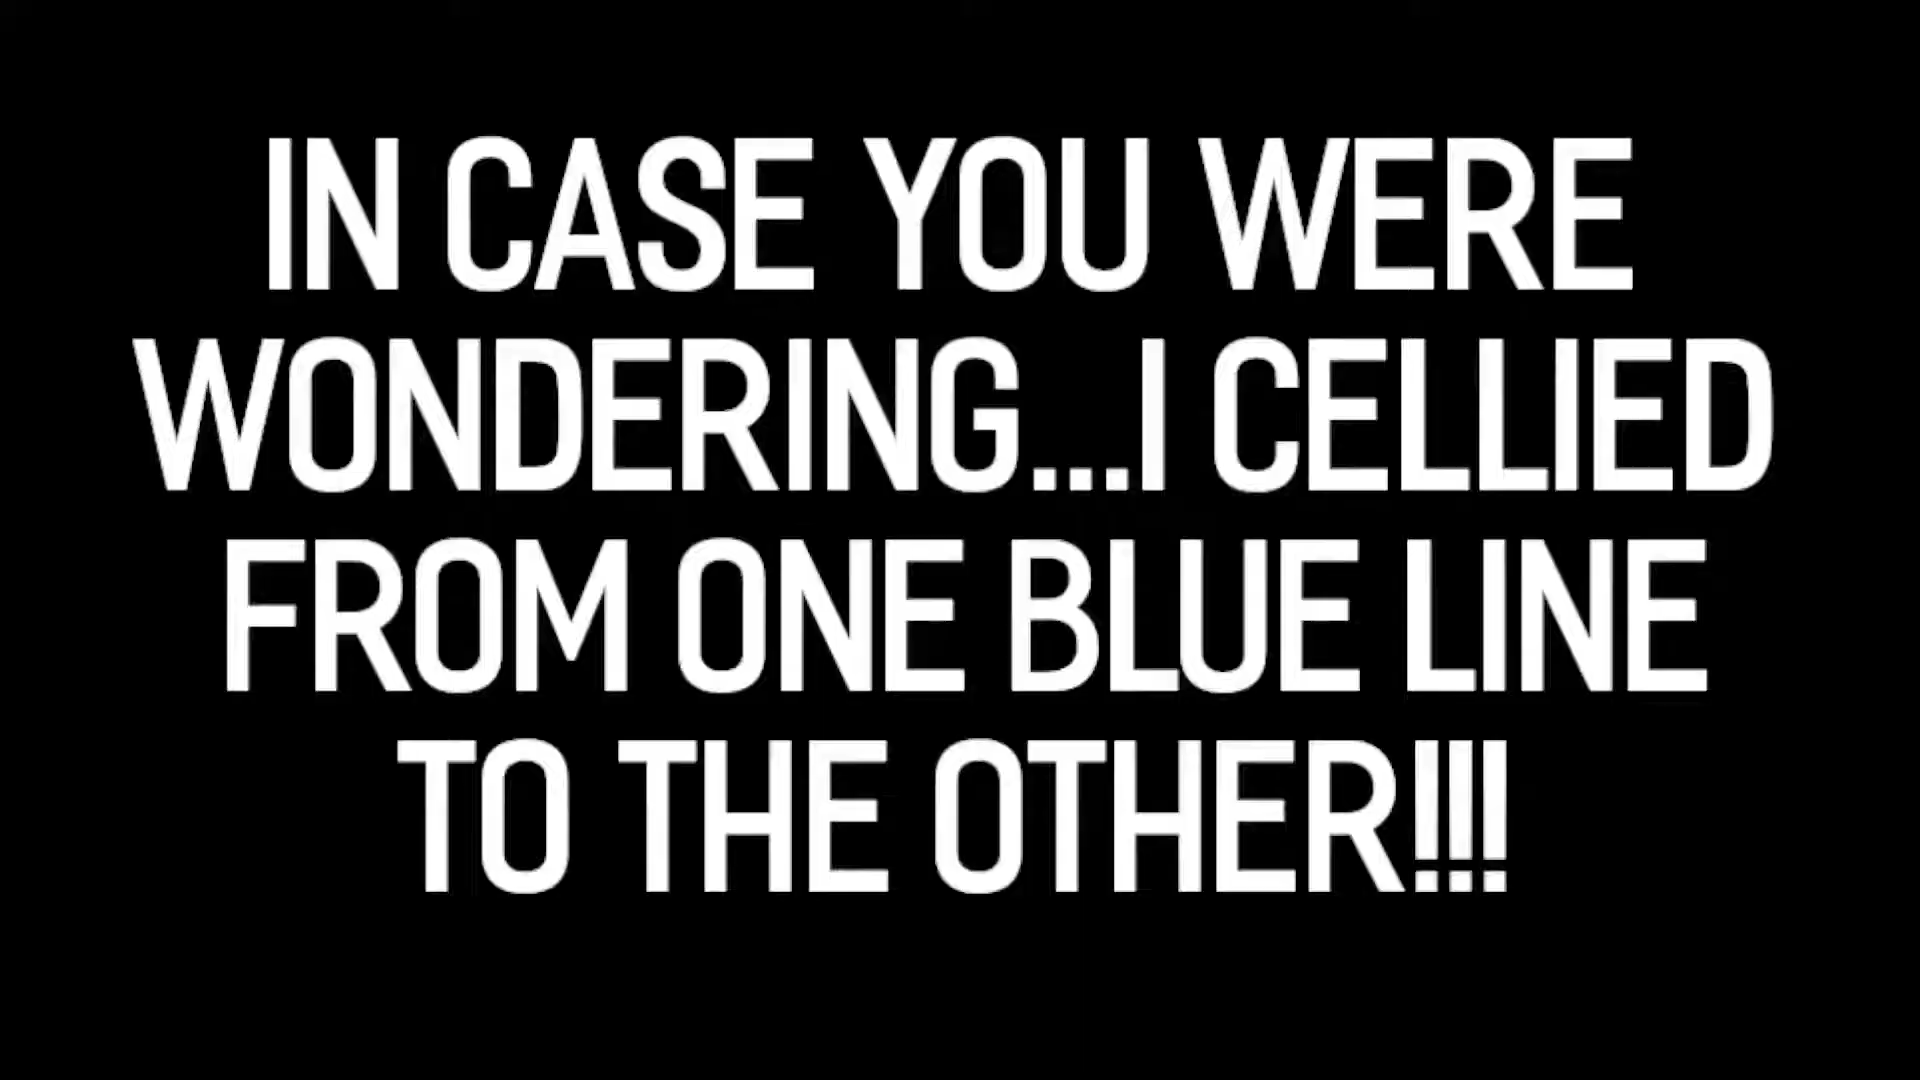 IN CASE YOU WERE
WONDERING...I CELLIED
FROM ONE BLUE LINE
TO THE OTHER!!!